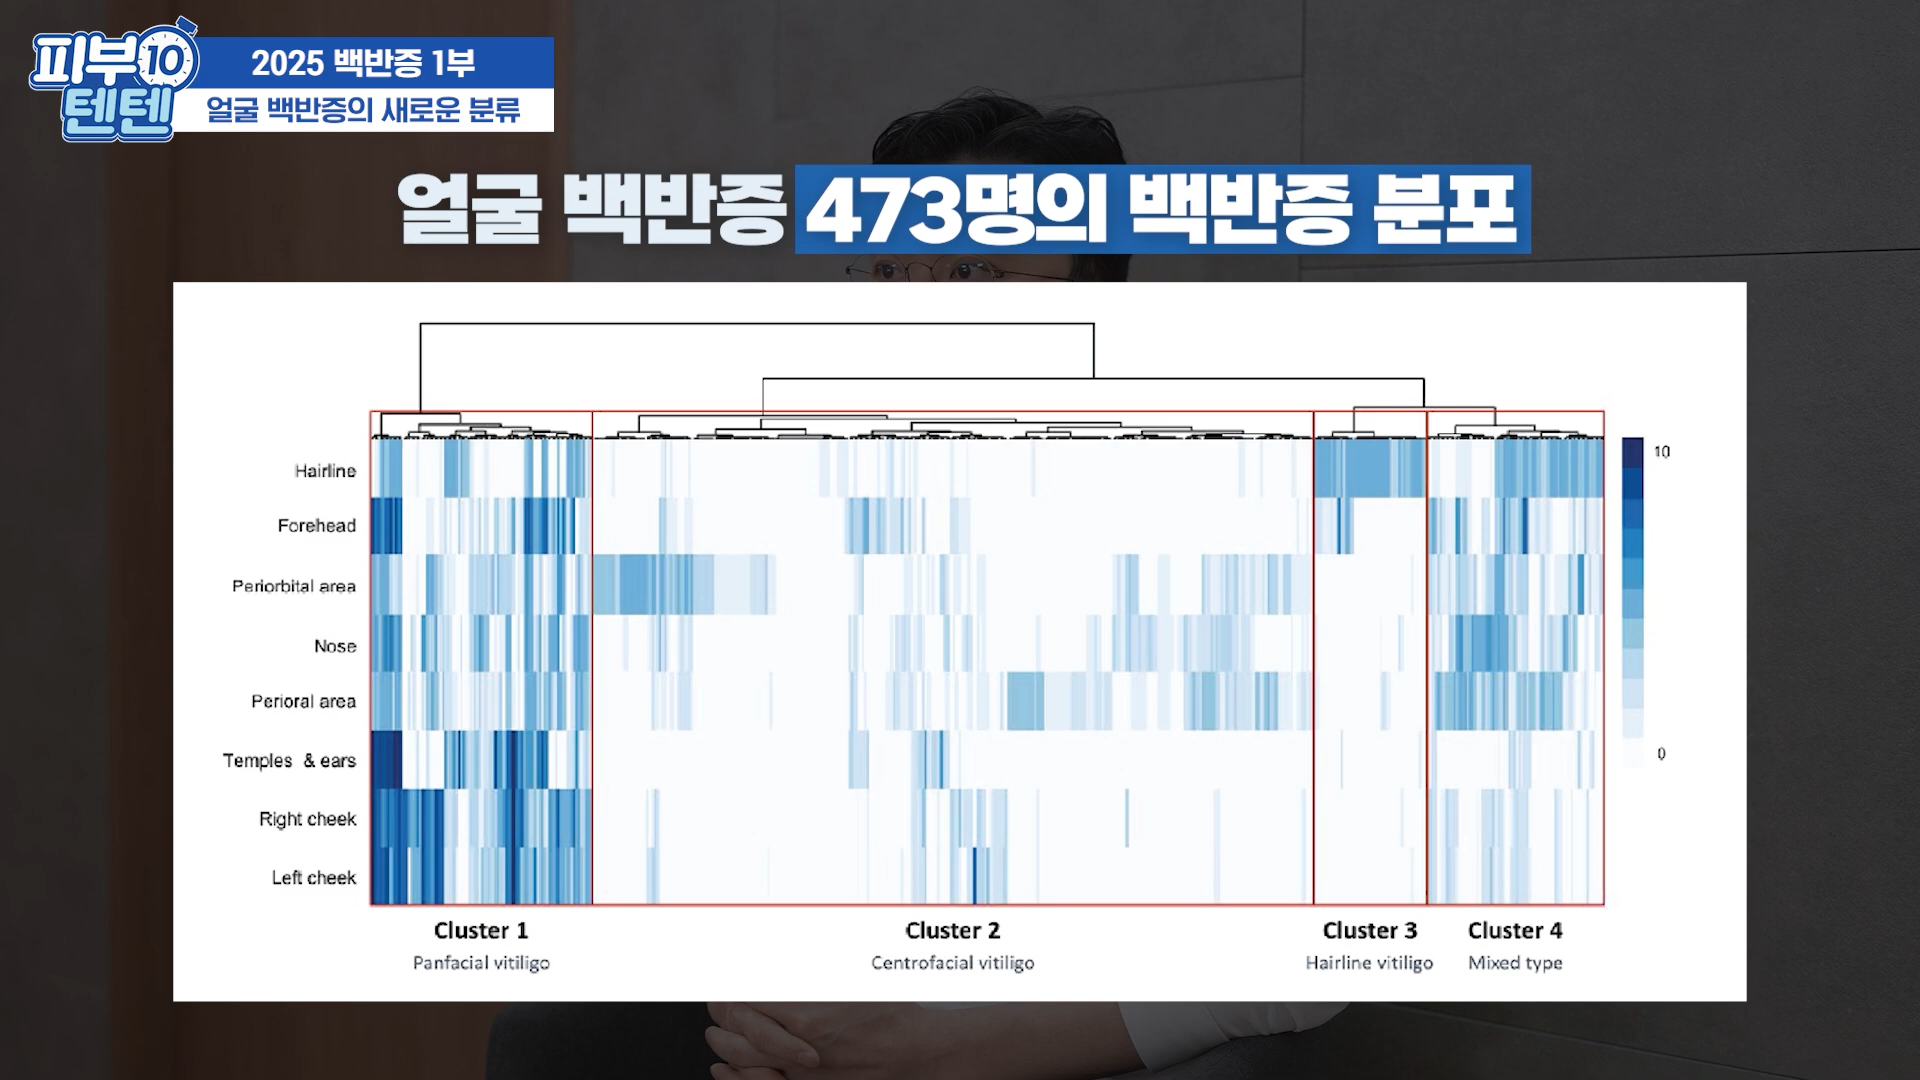 피부10
텐텐
2025 백반증 1부
얼굴 백반증의 새로운 분류
얼굴 백반증 473명의 백반증 분포
Hairline
Forehead
Periorbital area
Nose
Perioral area
Temples & ears
Right cheek
Left cheek
10
0
Cluster 1
Panfacial vitiligo
Cluster 2
Centrofacial vitiligo
Cluster 3
Hairline vitiligo
Cluster 4
Mixed type